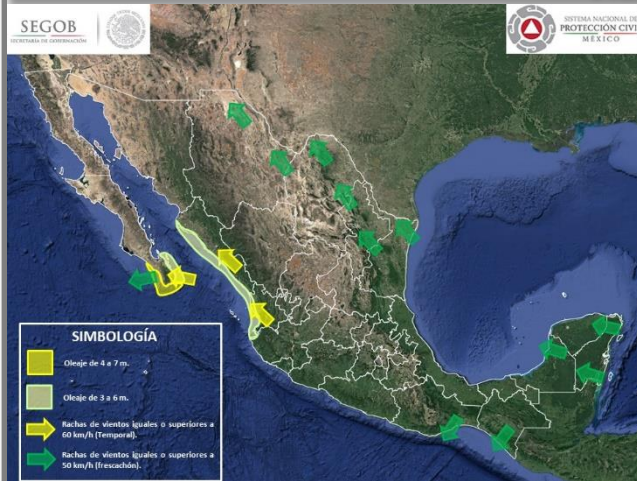 SEGOB
SECRETARÍA DE GOBERNACIÓN
SISTEMA NACIONAL DE
PROTECCIÓN CIVI
MÉXICO
SIMBOLOGÍA
Oleaje de 4 a 7 m.
Oleaje de 3 a 6 m.
Rachas de vientos iguales o superiores a
60 km/h (Temporal).
Rachas de vientos iguales o superiores a
50 km/h (frescachón).